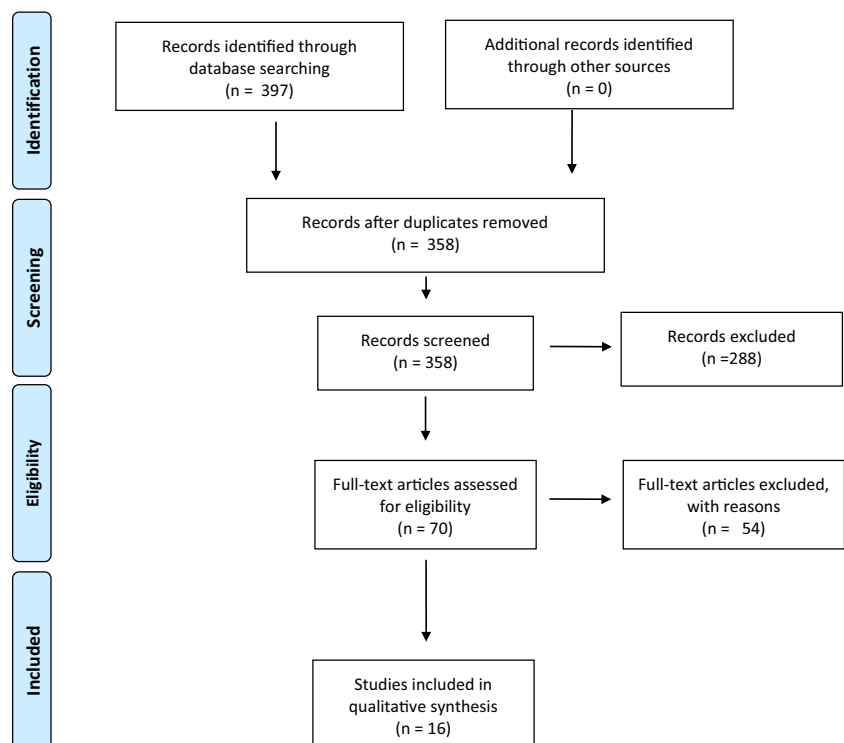 Identification
Records identified through
database searching
(n = 397)
Additional records identified
through other sources
(n = 0)
Screening
Records after duplicates removed
(n = 358)
Records screened
(n = 358)
Records excluded
(n =288)
Eligibility
Full-text articles assessed
for eligibility
(n = 70)
Full-text articles excluded,
with reasons
(n = 54)
Included
Studies included in
qualitative synthesis
(n = 16)